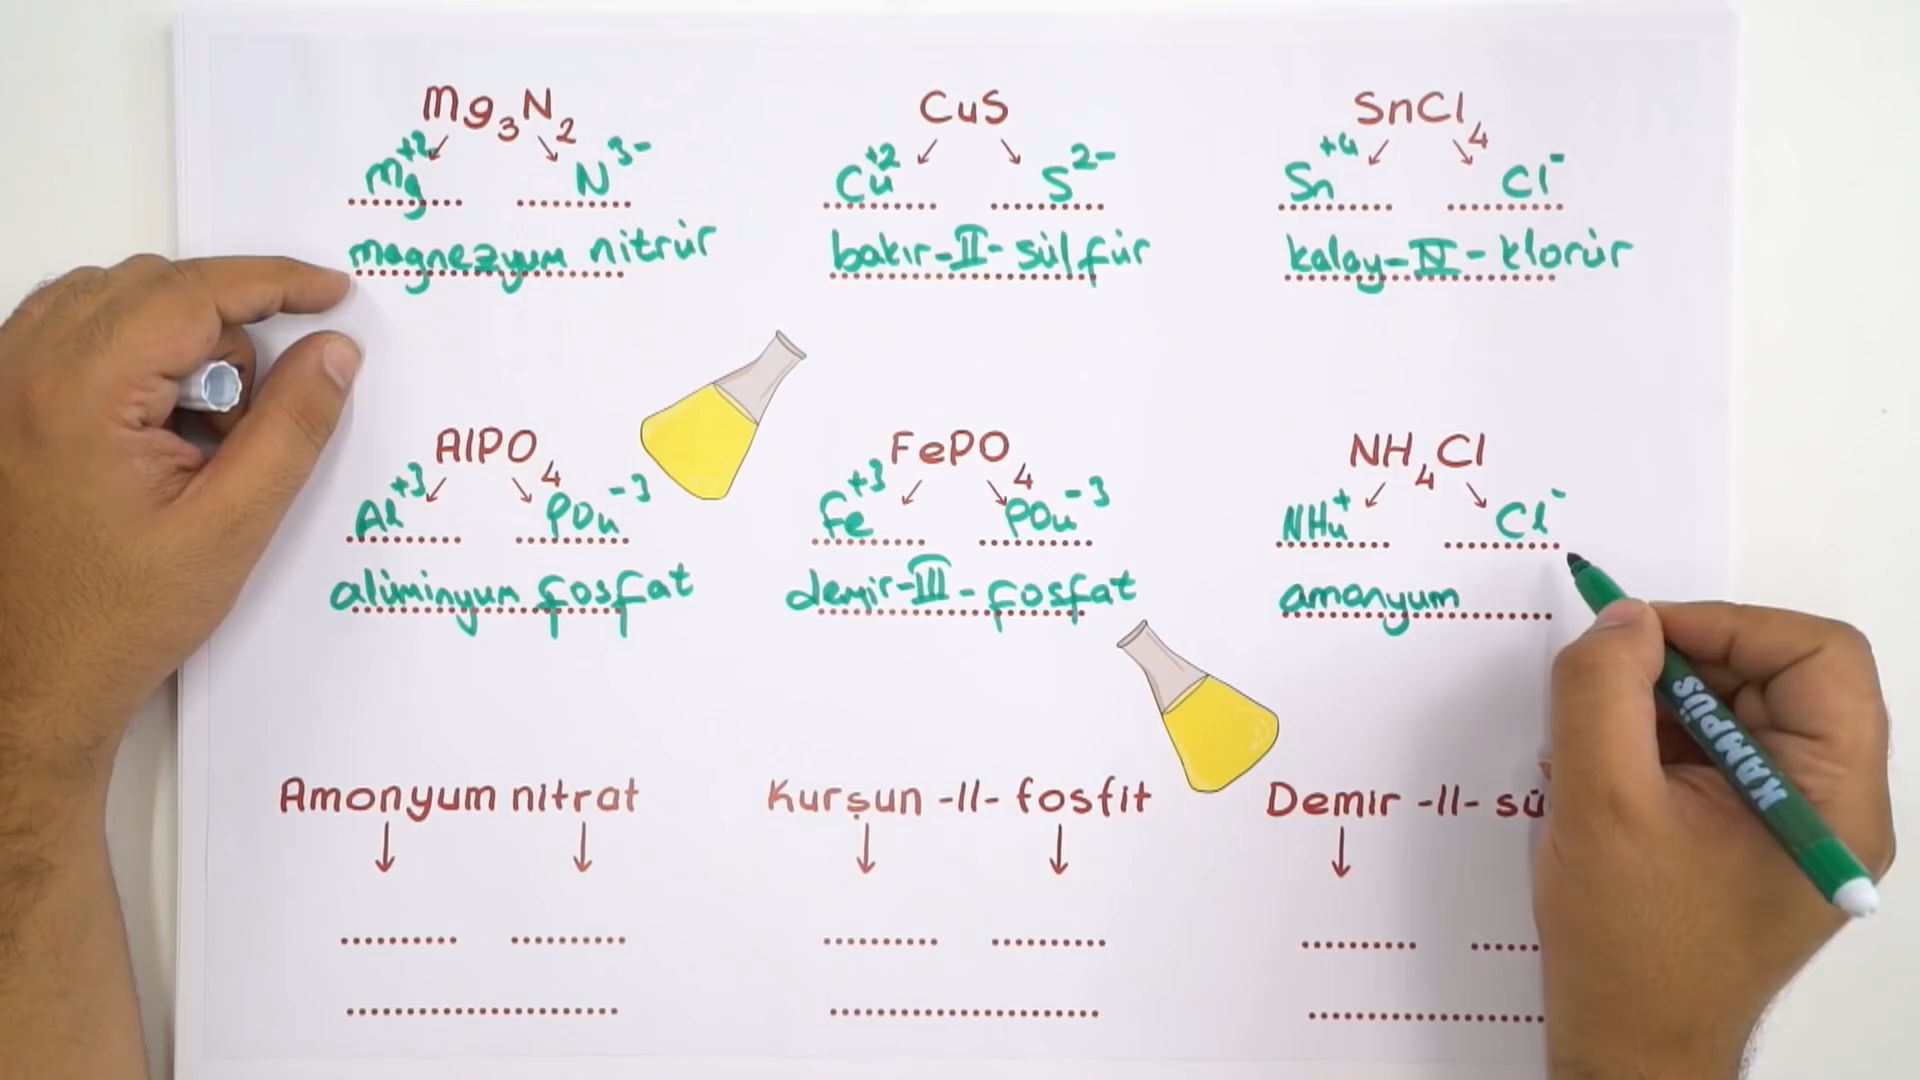 Mg₃N₂ CuS SnCl₄
Mg⁺² N³⁻ Cu⁺² S²⁻ Sn⁺⁴ Cl⁻
magnezyum nitrür bakır-II-sülfür kalay-IV-klorür
AlPO₄ FePO₄ NH₄Cl
Al⁺³ PO₄⁻³ Fe⁺³ PO₄⁻³ NH₄⁺ Cl⁻
alüminyum fosfat demir-III-fosfat amonyum
Amonyum nitrat Kurşun -II- fosfit Demir -II- sü
KAMPÜS